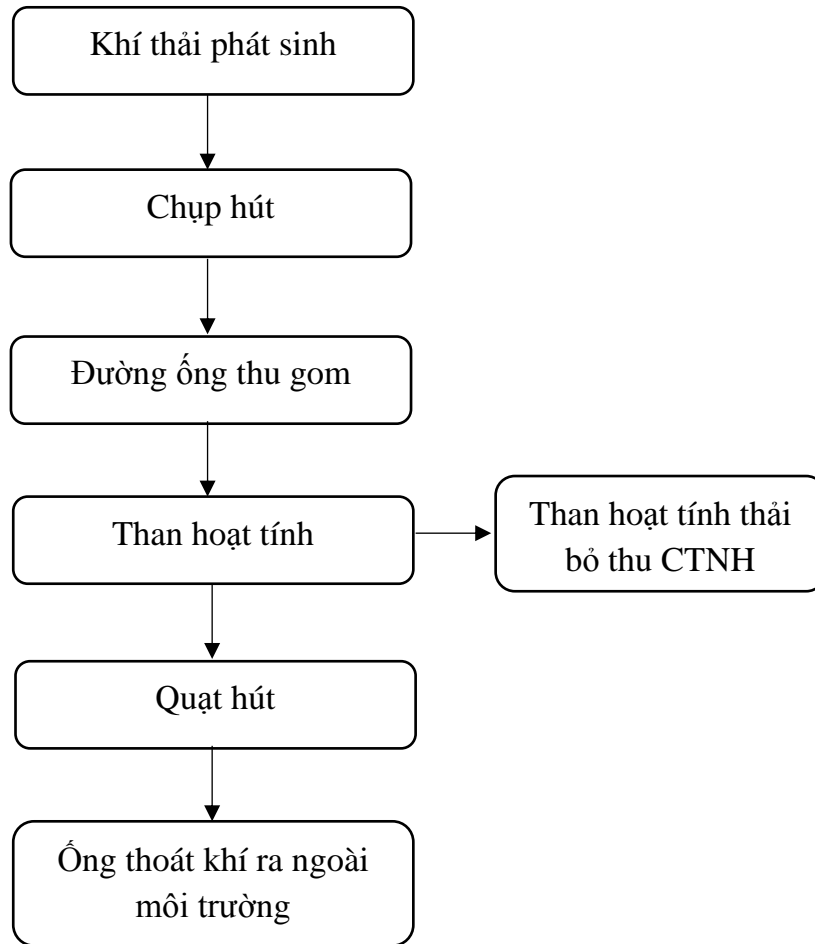 Khí thải phát sinh
Chụp hút
Đường ống thu gom
Than hoạt tính
Than hoạt tính thải
bỏ thu CTNH
Quạt hút
Ống thoát khí ra ngoài
môi trường